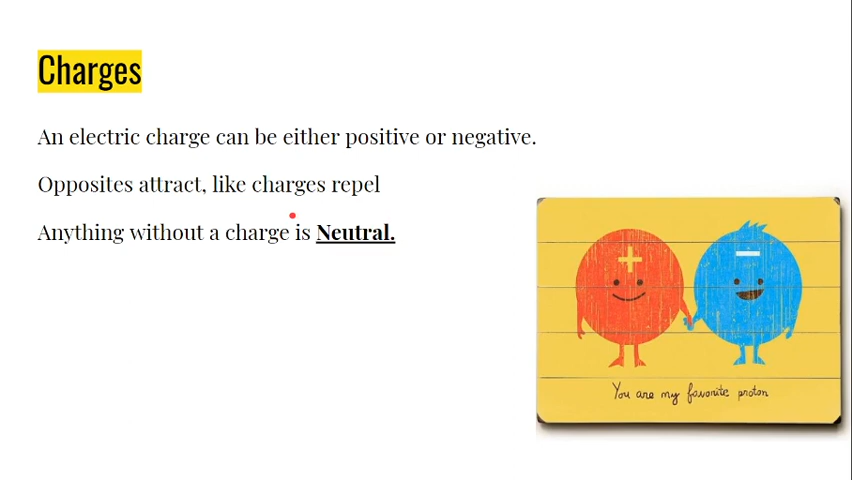 Charges
An electric charge can be either positive or negative.
Opposites attract, like charges repel
Anything without a charge is Neutral.
+ −
You are my favorite proton